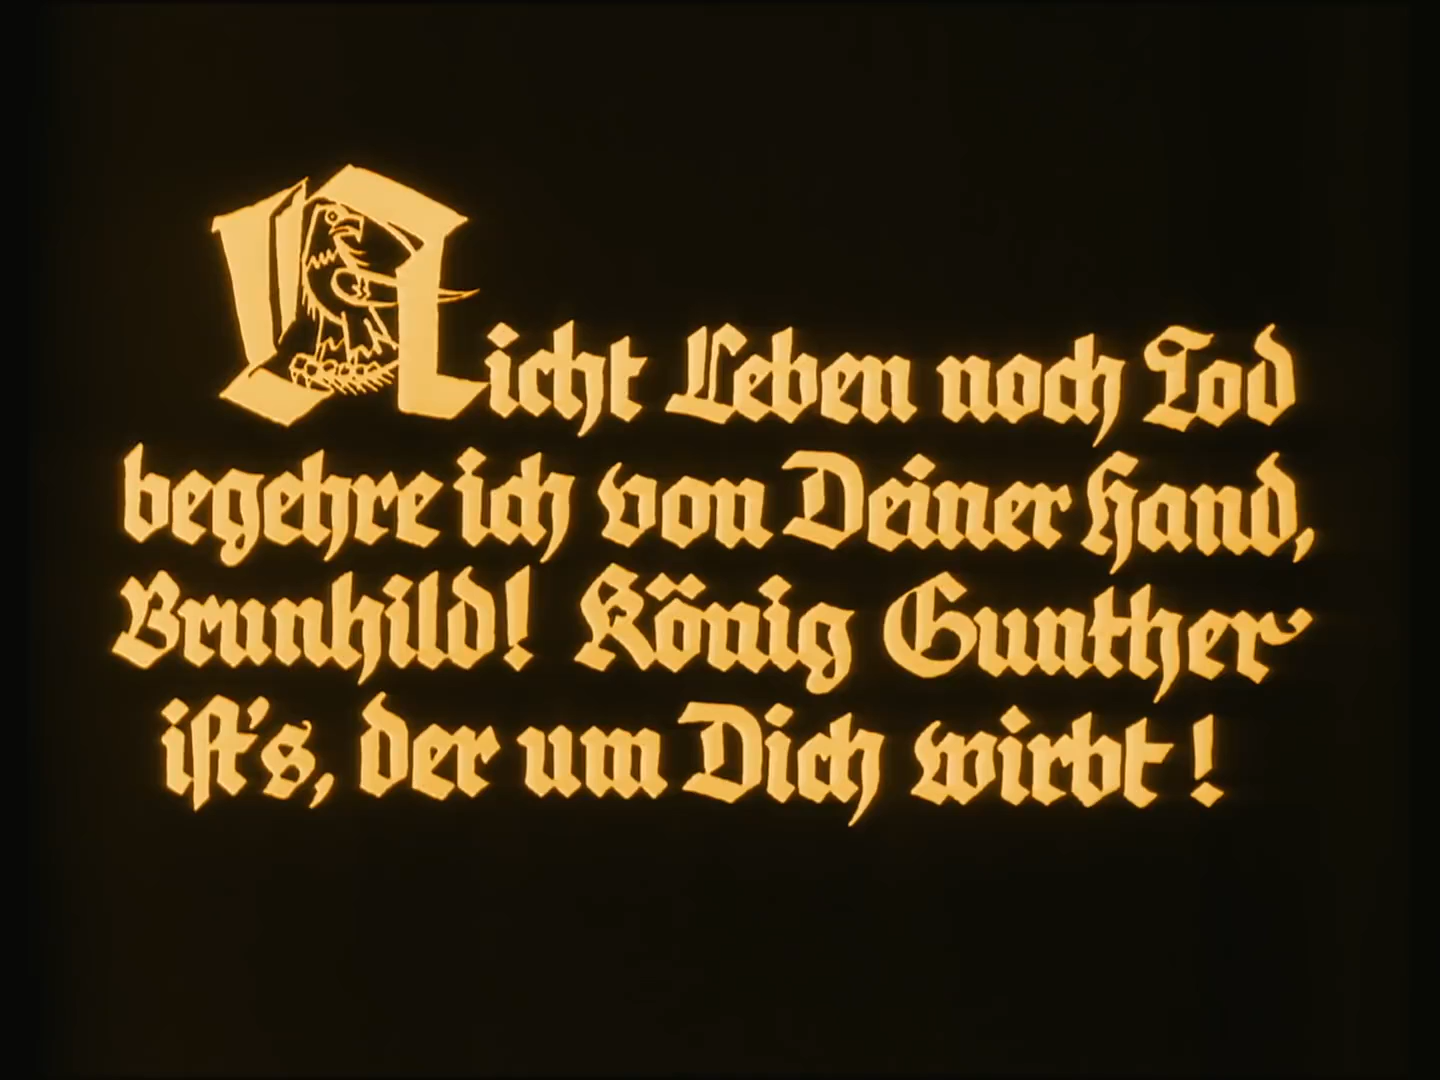 Nicht Leben noch Tod
begehre ich von Deiner Hand,
Brunhild! König Gunther
ist's, der um Dich wirbt!